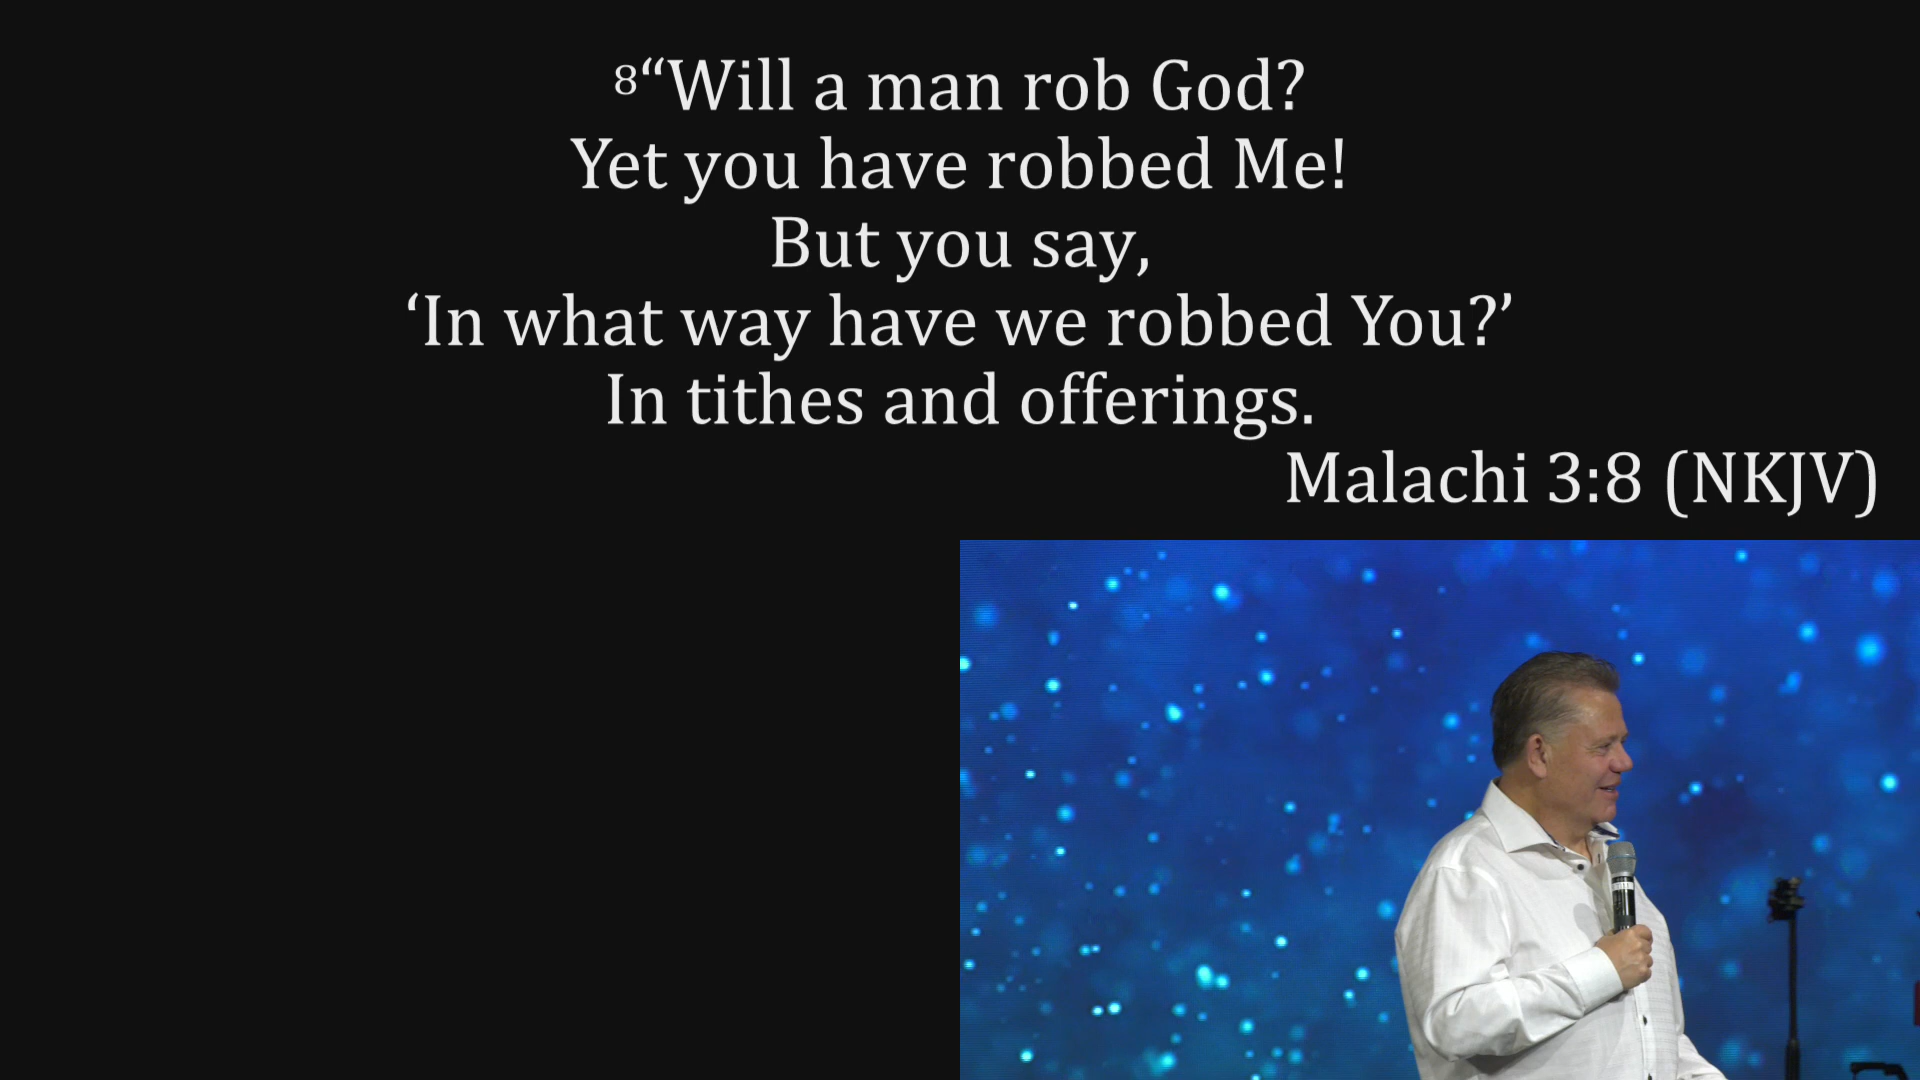 ⁸“Will a man rob God?
Yet you have robbed Me!
But you say,
‘In what way have we robbed You?’
In tithes and offerings.
Malachi 3:8 (NKJV)